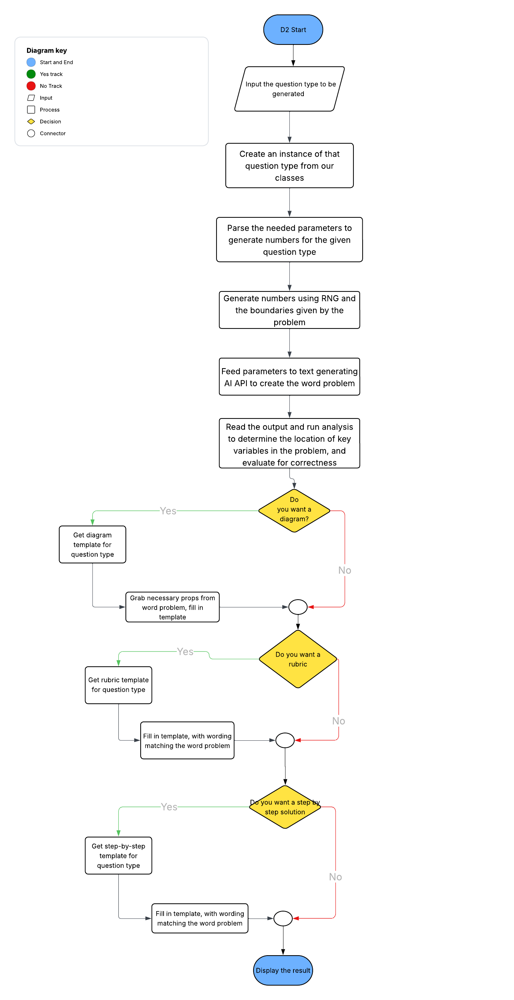 D2 Start
Diagram key
Start and End
Yes track
No Track
Input
Process
Decision
Connector
Input the question type to be
generated
Create an instance of that
question type from our
classes
Parse the needed parameters to
generate numbers for the given
question type
Generate numbers using RNG and
the boundaries given by the
problem
Feed parameters to text generating
AI API to create the word problem
Read the output and run analysis
to determine the location of key
variables in the problem, and
evaluate for correctness
Do
you want a
diagram?
Yes
Get diagram
template for
question type
No
Grab necessary props from
word problem, fill in
template
Do you want a
rubric
Yes
Get rubric template
for question type
No
Fill in template, with wording
matching the word problem
Do you want a step by
step solution
Yes
Get step-by-step
template for
question type
No
Fill in template, with wording
matching the word problem
Display the result